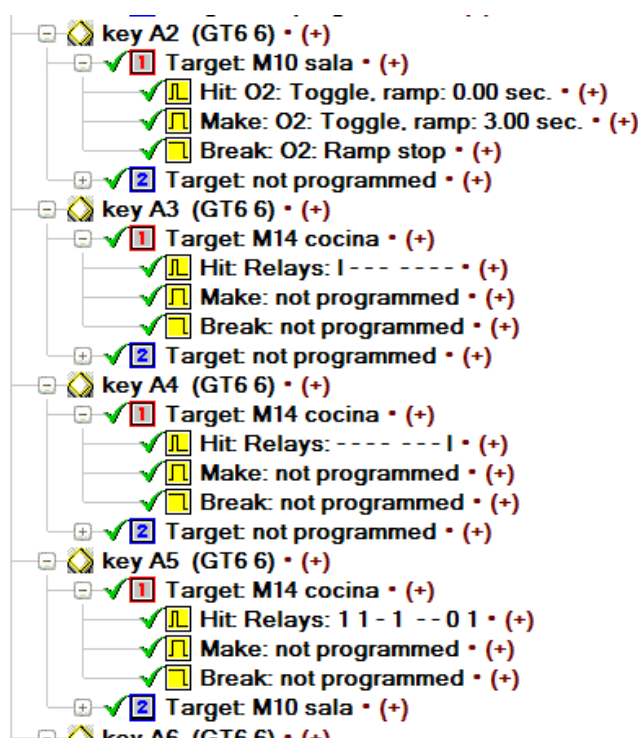 key A2 (GT6 6) • (+)
1 Target: M10 sala • (+)
Hit: O2: Toggle, ramp: 0.00 sec. • (+)
Make: O2: Toggle, ramp: 3.00 sec. • (+)
Break: O2: Ramp stop • (+)
2 Target: not programmed • (+)
key A3 (GT6 6) • (+)
1 Target: M14 cocina • (+)
Hit: Relays: I - - - - - - - • (+)
Make: not programmed • (+)
Break: not programmed • (+)
2 Target: not programmed • (+)
key A4 (GT6 6) • (+)
1 Target: M14 cocina • (+)
Hit: Relays: - - - - - - - I • (+)
Make: not programmed • (+)
Break: not programmed • (+)
2 Target: not programmed • (+)
key A5 (GT6 6) • (+)
1 Target: M14 cocina • (+)
Hit: Relays: 1 1 - 1 - - 0 1 • (+)
Make: not programmed • (+)
Break: not programmed • (+)
2 Target: M10 sala • (+)
key A6 (GT6 6) • (+)